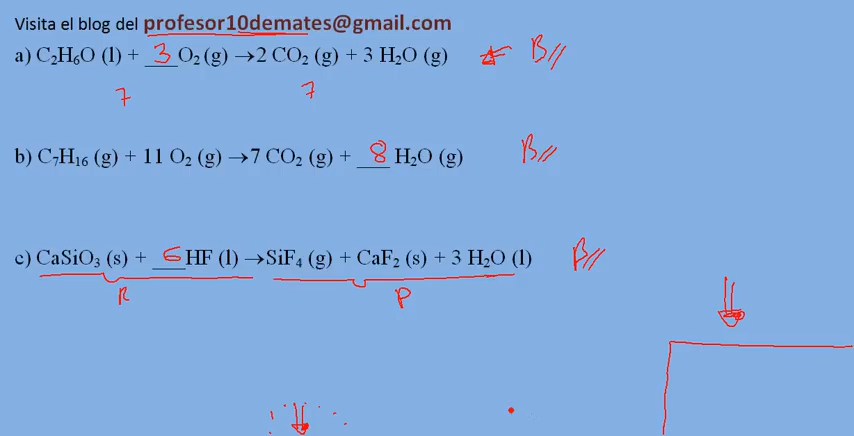 Visita el blog del profesor10demates@gmail.com
a) C₂H₆O (l) + 3 O₂ (g) →2 CO₂ (g) + 3 H₂O (g) B//
7 7
b) C₇H₁₆ (g) + 11 O₂ (g) →7 CO₂ (g) + 8 H₂O (g) B//
c) CaSiO₃ (s) + 6 HF (l) →SiF₄ (g) + CaF₂ (s) + 3 H₂O (l) B//
R P